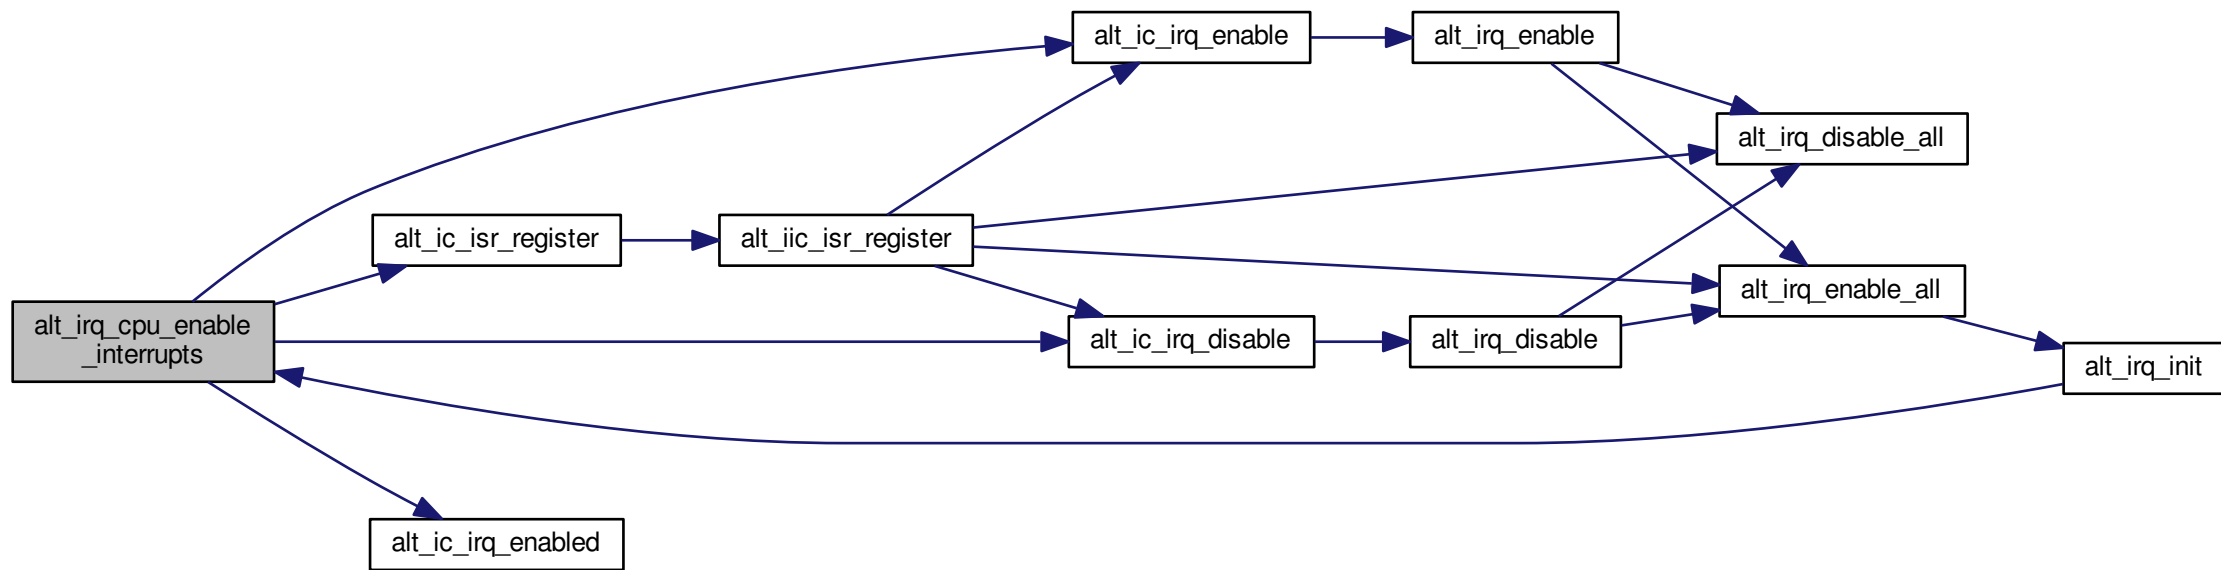 alt_ic_irq_enable
alt_irq_enable
alt_irq_disable_all
alt_ic_isr_register
alt_iic_isr_register
alt_irq_enable_all
alt_irq_cpu_enable
_interrupts
alt_ic_irq_disable
alt_irq_disable
alt_irq_init
alt_ic_irq_enabled